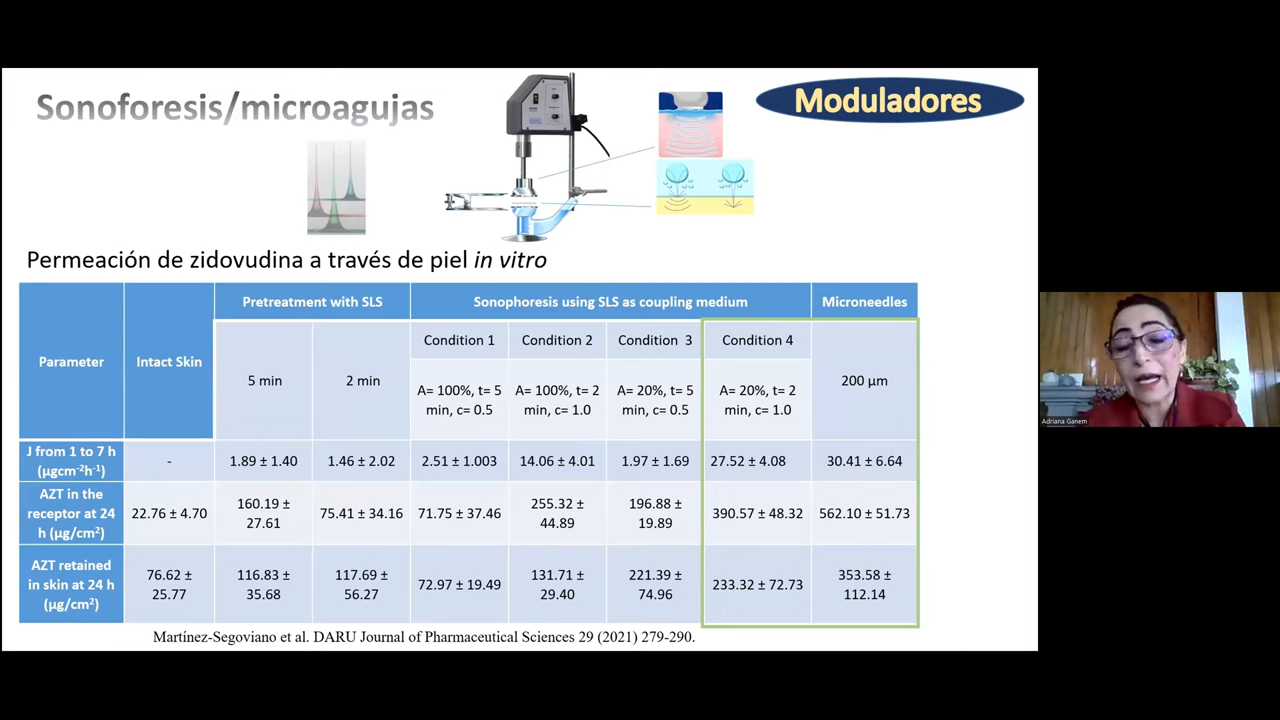 Sonoforesis/microagujas
Moduladores
Permeación de zidovudina a través de piel in vitro
Parameter
Intact Skin
Pretreatment with SLS
Sonophoresis using SLS as coupling medium
Microneedles
5 min
2 min
Condition 1
Condition 2
Condition 3
Condition 4
200 µm
A= 100%, t= 5
min, c= 0.5
A= 100%, t= 2
min, c= 1.0
A= 20%, t= 5
min, c= 0.5
A= 20%, t= 2
min, c= 1.0
J from 1 to 7 h
(µgcm⁻²h⁻¹)
-
1.89 ± 1.40
1.46 ± 2.02
2.51 ± 1.003
14.06 ± 4.01
1.97 ± 1.69
27.52 ± 4.08
30.41 ± 6.64
AZT in the
receptor at 24
h (µg/cm²)
22.76 ± 4.70
160.19 ±
27.61
75.41 ± 34.16
71.75 ± 37.46
255.32 ±
44.89
196.88 ±
19.89
390.57 ± 48.32
562.10 ± 51.73
AZT retained
in skin at 24 h
(µg/cm²)
76.62 ±
25.77
116.83 ±
35.68
117.69 ±
56.27
72.97 ± 19.49
131.71 ±
29.40
221.39 ±
74.96
233.32 ± 72.73
353.58 ±
112.14
Martínez-Segoviano et al. DARU Journal of Pharmaceutical Sciences 29 (2021) 279-290.
Adriana Ganem